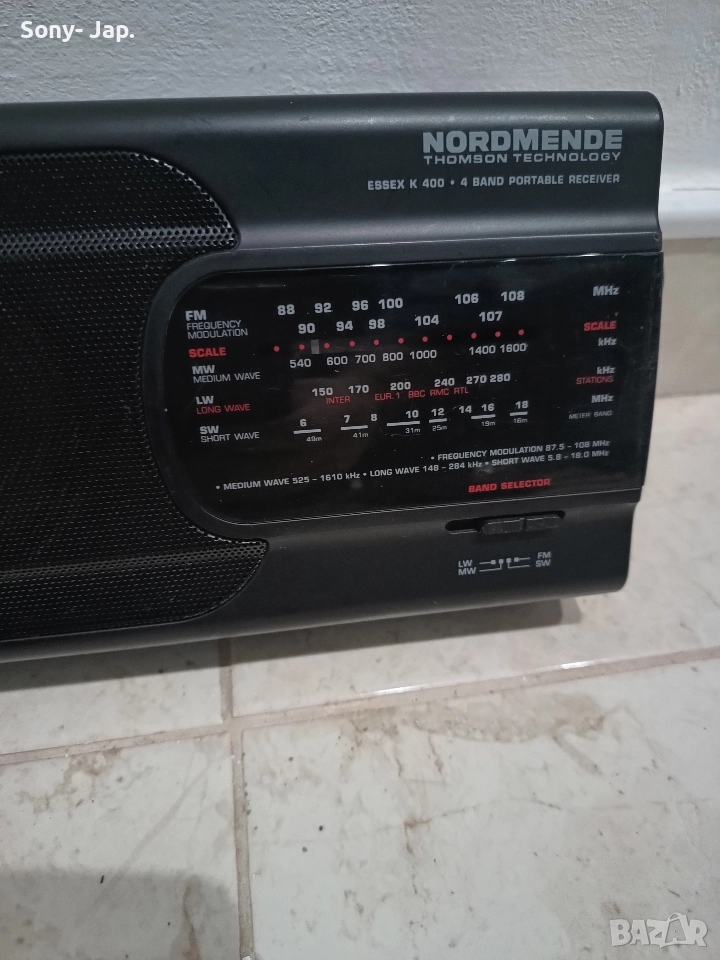 Sony- Jap.
NORDMENDE
THOMSON TECHNOLOGY
ESSEX K 400 • 4 BAND PORTABLE RECEIVER
FM 88 92 96 100 106 108 MHz
FREQUENCY MODULATION 90 94 98 104 107
SCALE SCALE
MW 540 600 700 800 1000 1400 1600 kHz
MEDIUM WAVE
LW 150 170 200 240 270 280 kHz
LONG WAVE INTER EUR.1 BBC RMC RTL STATIONS
SW 6 7 8 10 12 14 16 18 MHz
SHORT WAVE 49m 41m 31m 25m 19m 16m METER BAND
• FREQUENCY MODULATION 87.5 – 108 MHz
• MEDIUM WAVE 525 – 1610 kHz • LONG WAVE 148 – 284 kHz • SHORT WAVE 5.8 – 18.0 MHz
BAND SELECTOR
LW FM
MW SW
BAZAR